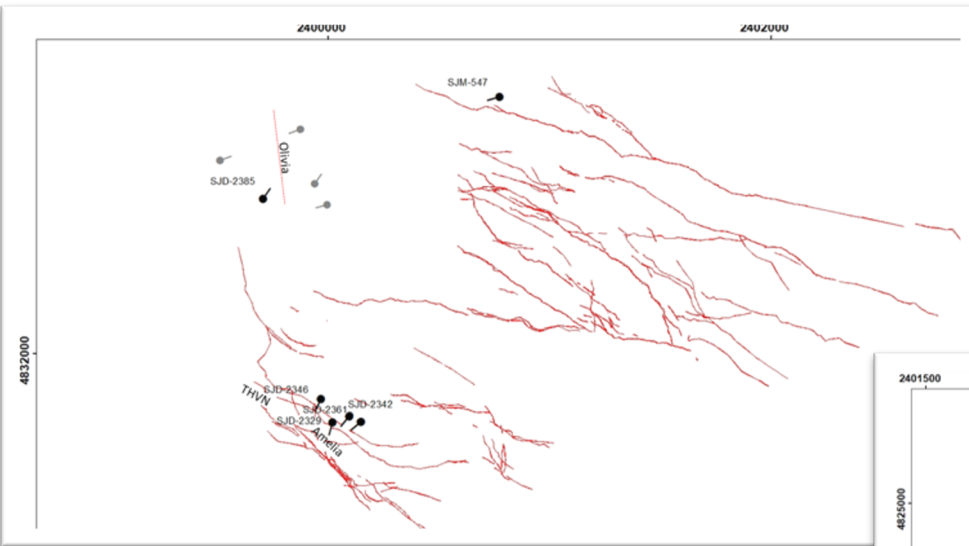 2400000
2402000
SJM-547
Olivia
SJD-2385
4832000
2401500
THVN
SJD-2346
SJD-2361
SJD-2342
SJD-2329
Amelia
4825000